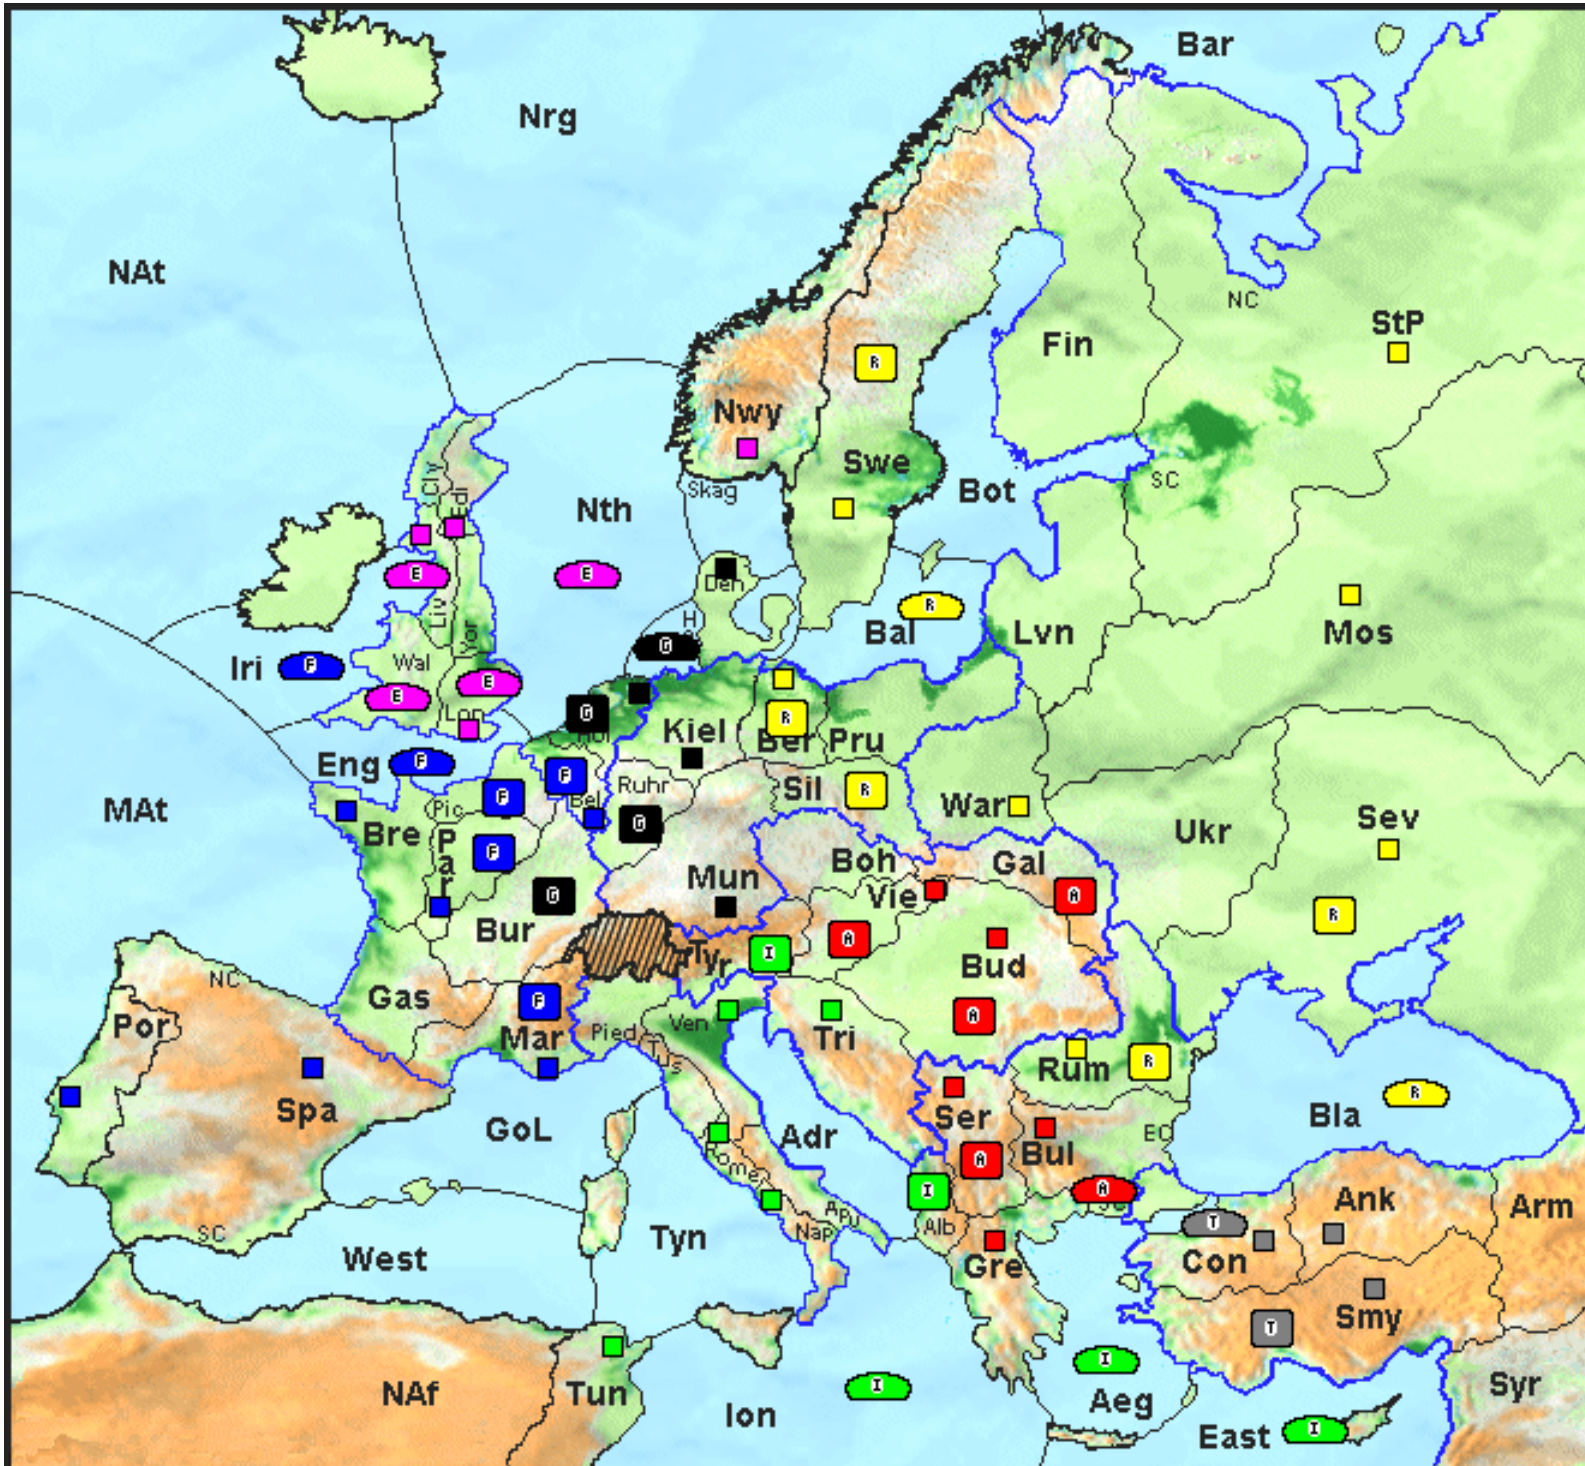 Bar
Nrg
NAt
NC
StP
Fin
Nwy
R
Swe
Skag
Bot
SC
Cly
Edi
Nth
E
E
Den
R
Bal
Lvn
Mos
Liv
Yor
H
G
Iri
F
Wal
E
E
Lon
G
Hol
Kiel
R
Ber
Pru
Eng
F
F
F
Bel
Ruhr
Sil
R
War
MAt
Pic
Bre
Par
F
G
Ukr
Sev
Boh
Gal
Mun
Vie
G
A
R
Bur
A
I
Tyr
Bud
NC
Gas
F
Mar
Pied
Ven
Tus
Tri
A
Por
Rum
R
Spa
GoL
Ser
Bla
R
Adr
Bul
EC
Rome
A
I
A
Ank
Arm
SC
West
Tyn
Apu
Nap
Alb
Gre
T
Con
Smy
T
NAf
Tun
Ion
I
I
Aeg
Syr
East
I